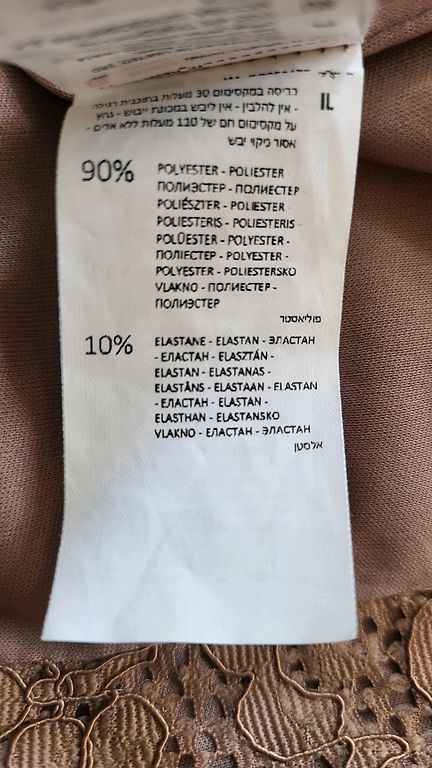 כביסה במקסימום 30 מעלות בתוכנית רגילה
- אין להלבין - אין ליבש במכונת ייבוש - גהץ
על מקסימום חם של 110 מעלות ללא אדים -
אסור ניקוי יבש
IL
90%
POLYESTER - POLIESTER
ПОЛИЭСТЕР - ПОЛИЕСТЕР
POLIÉSZTER - POLIESTER
POLIESTERIS - POLIESTERIS
POLÜESTER - POLYESTER -
ПОЛІЕСТЕР - POLYESTER -
POLYESTER - POLIESTERSKO
VLAKNO - ПОЛИЕСТЕР -
ПОЛИЭСТЕР
פוליאסטר
10%
ELASTANE - ELASTAN - ЭЛАСТАН
- ЕЛАСТАН - ELASZTÁN -
ELASTAN - ELASTANAS -
ELASTĀNS - ELASTAAN - ELASTAN
- ЕЛАСТАН - ELASTAN -
ELASTHAN - ELASTANSKO
VLAKNO - ЕЛАСТАН - ЭЛАСТАН
אלסטן